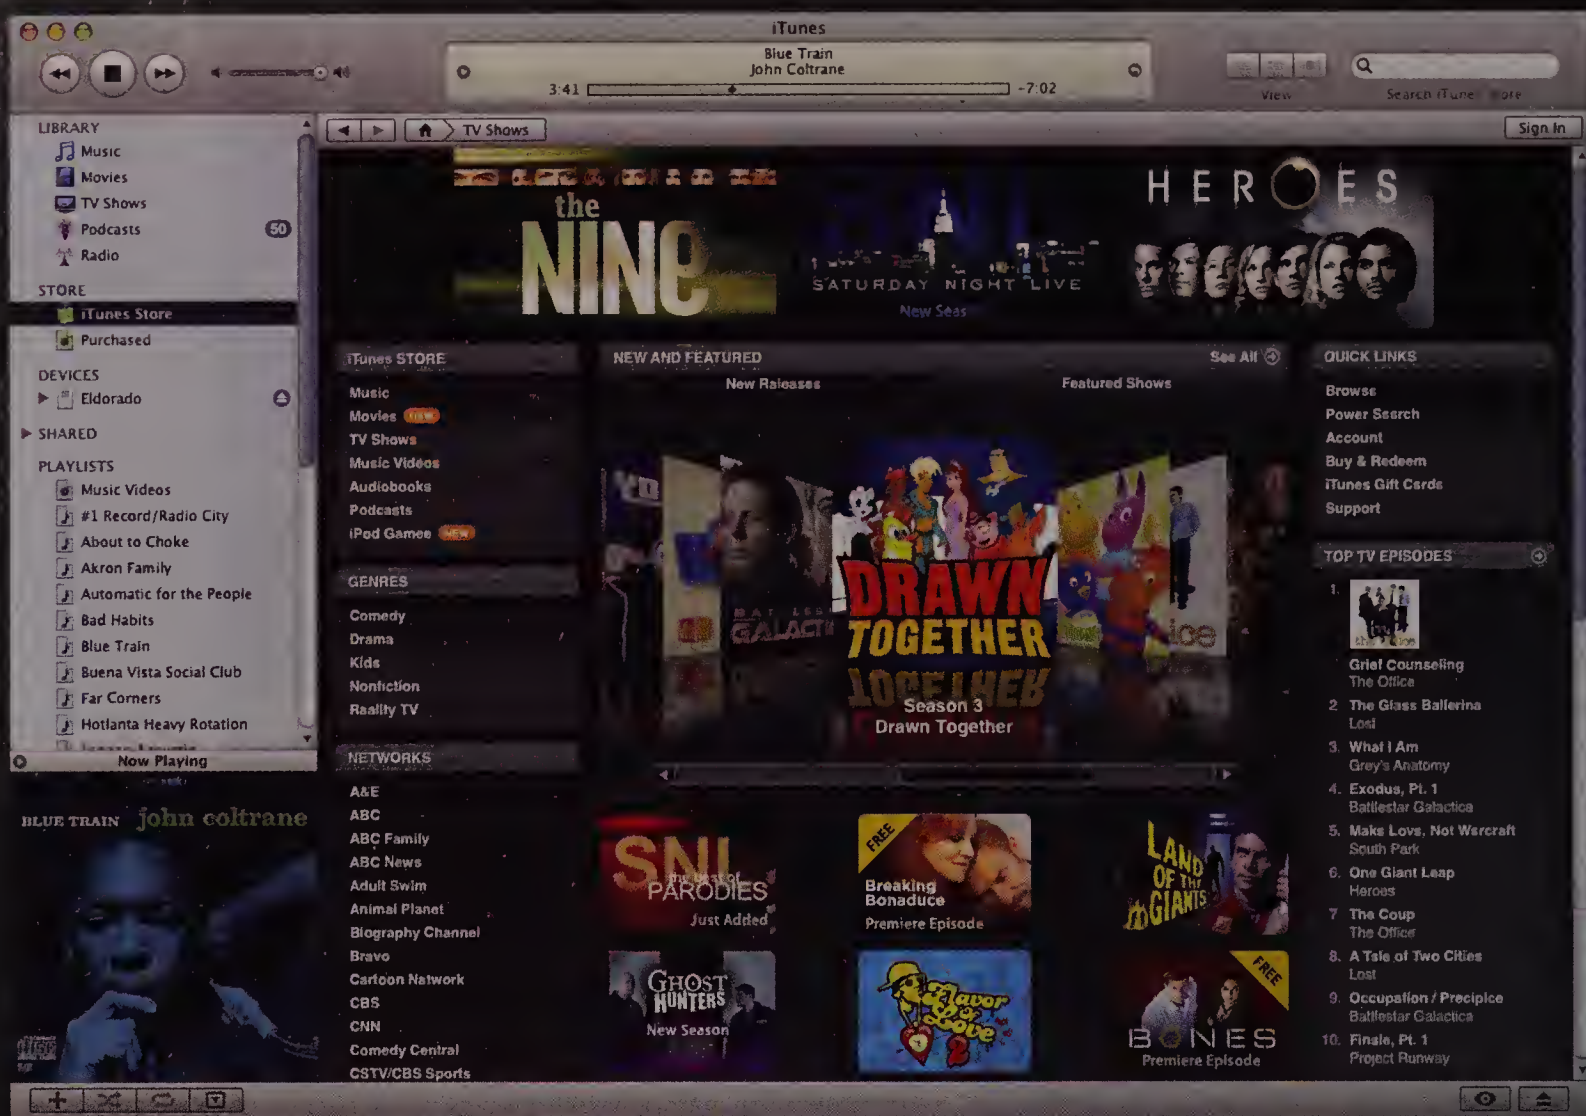 iTunes
Blue Train
John Coltrane
3:41
-7:02
View
Search iTunes Store
LIBRARY
Music
Movies
TV Shows
Podcasts
50
Radio
STORE
iTunes Store
Purchased
DEVICES
Eldorado
SHARED
PLAYLISTS
Music Videos
#1 Record/Radio City
About to Choke
Akron Family
Automatic for the People
Bad Habits
Blue Train
Buena Vista Social Club
Far Corners
Hotlanta Heavy Rotation
Now Playing
BLUE TRAIN john coltrane
TV Shows
Sign In
the
NINE
SATURDAY NIGHT LIVE
New Seas
HEROES
iTunes STORE
Music
Movies NEW
TV Shows
Music Videos
Audiobooks
Podcasts
iPod Games NEW
GENRES
Comedy
Drama
Kids
Nonfiction
Reality TV
NETWORKS
A&E
ABC
ABC Family
ABC News
Adult Swim
Animal Planet
Biography Channel
Bravo
Cartoon Network
CBS
CNN
Comedy Central
CSTV/CBS Sports
NEW AND FEATURED
See All
New Releases
Featured Shows
GALACTI
DRAWN
TOGETHER
ice
Season 3
Drawn Together
SNL
the best of
PARODIES
Just Added
FREE
Breaking
Bonaduce
Premiere Episode
LAND
OF THE
GIANTS
GHOST
HUNTERS
New Season
Flavor
of
Love
2
FREE
BONES
Premiere Episode
QUICK LINKS
Browse
Power Search
Account
Buy & Redeem
iTunes Gift Cards
Support
TOP TV EPISODES
1.
the office
Grief Counseling
The Office
2 The Glass Ballerina
Lost
3. What I Am
Grey's Anatomy
4. Exodus, Pt. 1
Battlestar Galactica
5. Make Love, Not Warcraft
South Park
6. One Giant Leap
Heroes
7 The Coup
The Office
8. A Tale of Two Cities
Lost
9. Occupation / Precipice
Battlestar Galactica
10. Finale, Pt. 1
Project Runway